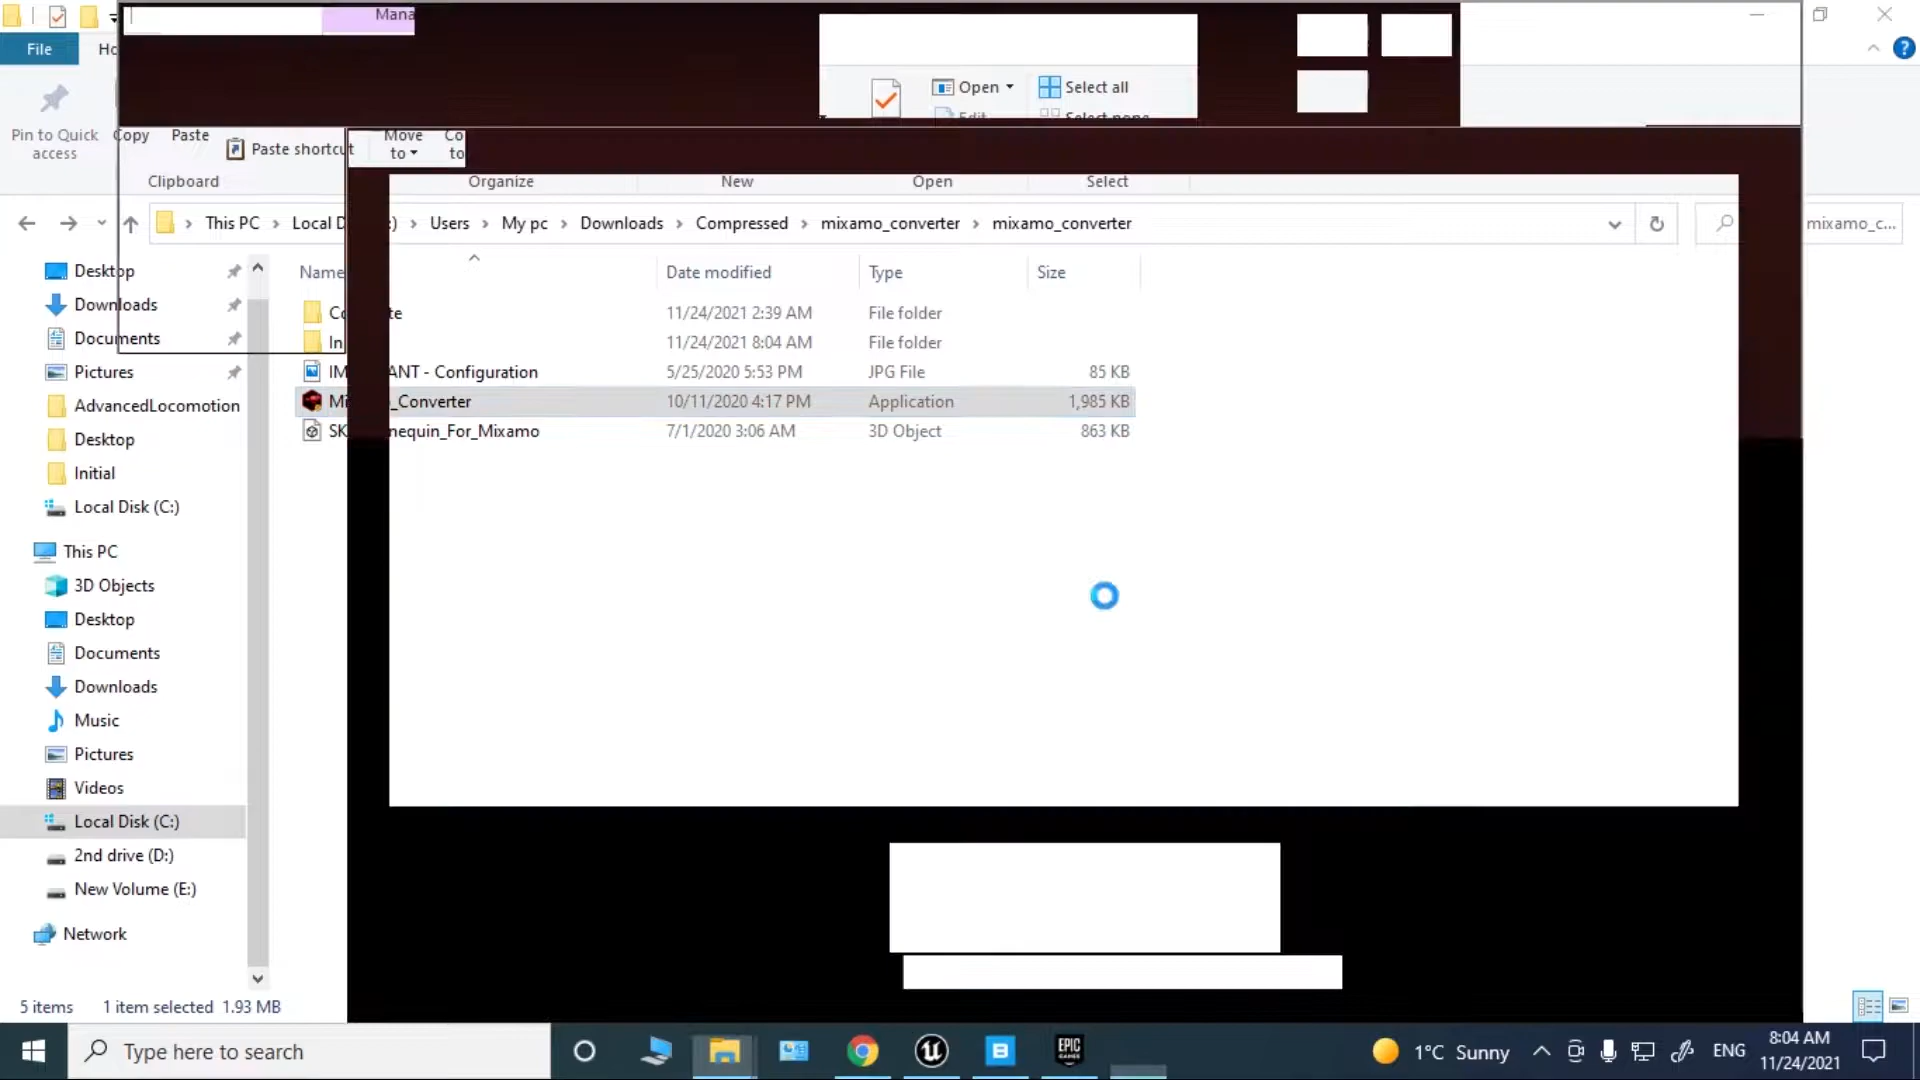 Mana
File
Ho
Pin to Quick access
Copy
Paste
Paste shortcut
Move to
Co to
Open
Edit
Select all
Select none
Clipboard
Organize
New
Open
Select
This PC
Local D :)
Users
My pc
Downloads
Compressed
mixamo_converter
mixamo_converter
mixamo_c...
Name
Date modified
Type
Size
Co te 11/24/2021 2:39 AM File folder
In 11/24/2021 8:04 AM File folder
IM ANT - Configuration 5/25/2020 5:53 PM JPG File 85 KB
Mi _Converter 10/11/2020 4:17 PM Application 1,985 KB
SK nequin_For_Mixamo 7/1/2020 3:06 AM 3D Object 863 KB
Desktop
Downloads
Documents
Pictures
AdvancedLocomotion
Desktop
Initial
Local Disk (C:)
This PC
3D Objects
Desktop
Documents
Downloads
Music
Pictures
Videos
Local Disk (C:)
2nd drive (D:)
New Volume (E:)
Network
5 items 1 item selected 1.93 MB
Type here to search
EPIC GAMES
1°C Sunny
ENG
8:04 AM
11/24/2021